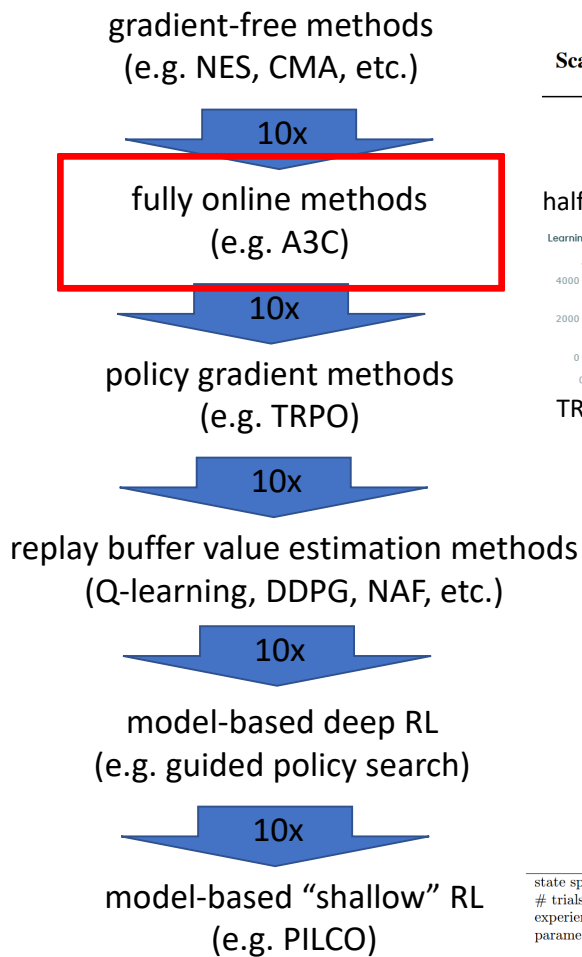 gradient-free methods
(e.g. NES, CMA, etc.)
10x
fully online methods
(e.g. A3C)
10x
policy gradient methods
(e.g. TRPO)
10x
replay buffer value estimation methods
(Q-learning, DDPG, NAF, etc.)
10x
model-based deep RL
(e.g. guided policy search)
10x
model-based “shallow” RL
(e.g. PILCO)
half
4000
2000
0
TR
# trials